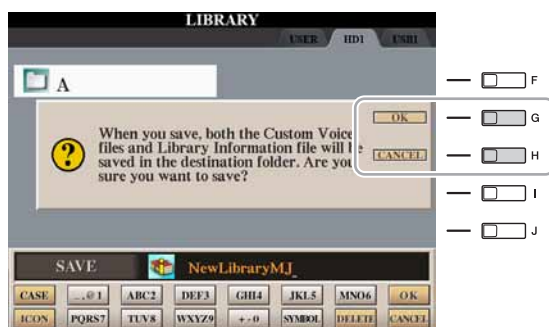 LIBRARY
USER HD1 USB1
A
F
OK G
When you save, both the Custom Voice
files and Library Information file will be
CANCEL H
saved in the destination folder. Are you
sure you want to save?
I
J
SAVE NewLibraryMJ_
CASE _.@1 ABC2 DEF3 GHI4 JKL5 MNO6 OK
ICON PQRS7 TUV8 WXYZ9 +-0 SYMBOL DELETE CANCEL